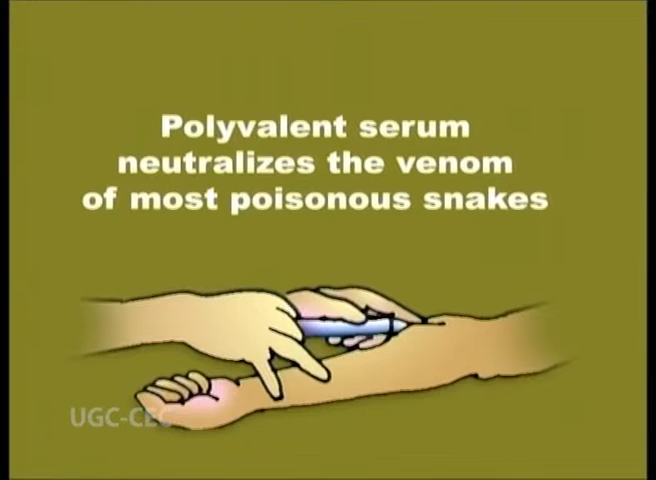 Polyvalent serum
neutralizes the venom
of most poisonous snakes
UGC-CEC